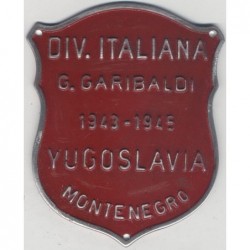 DIV. ITALIANA
G. GARIBALDI
1943-1945
YUGOSLAVIA
MONTENEGRO